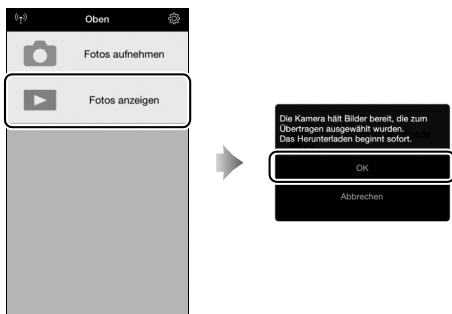 Oben
Fotos aufnehmen
Fotos anzeigen
Die Kamera hält Bilder bereit, die zum
Übertragen ausgewählt wurden.
Das Herunterladen beginnt sofort.
OK
Abbrechen